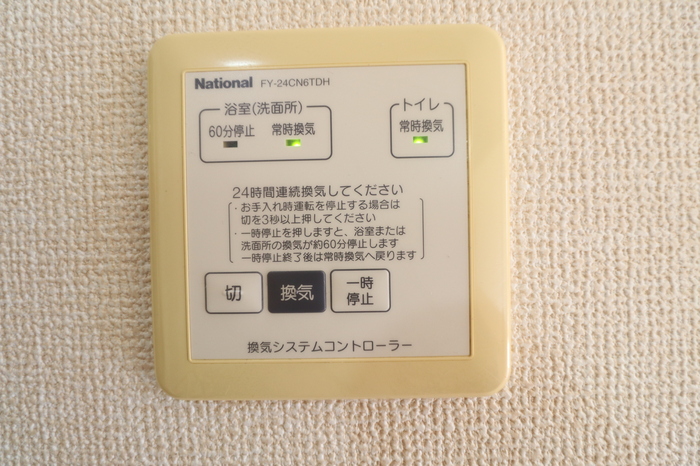 National FY-24CN6TDH
浴室(洗面所)
60分停止 常時換気
トイレ
常時換気
24時間連続換気してください
・お手入れ時運転を停止する場合は
切を3秒以上押してください
・一時停止を押しますと、浴室または
洗面所の換気が約60分停止します
一時停止終了後は常時換気へ戻ります
切 換気 一時
停止
換気システムコントローラー